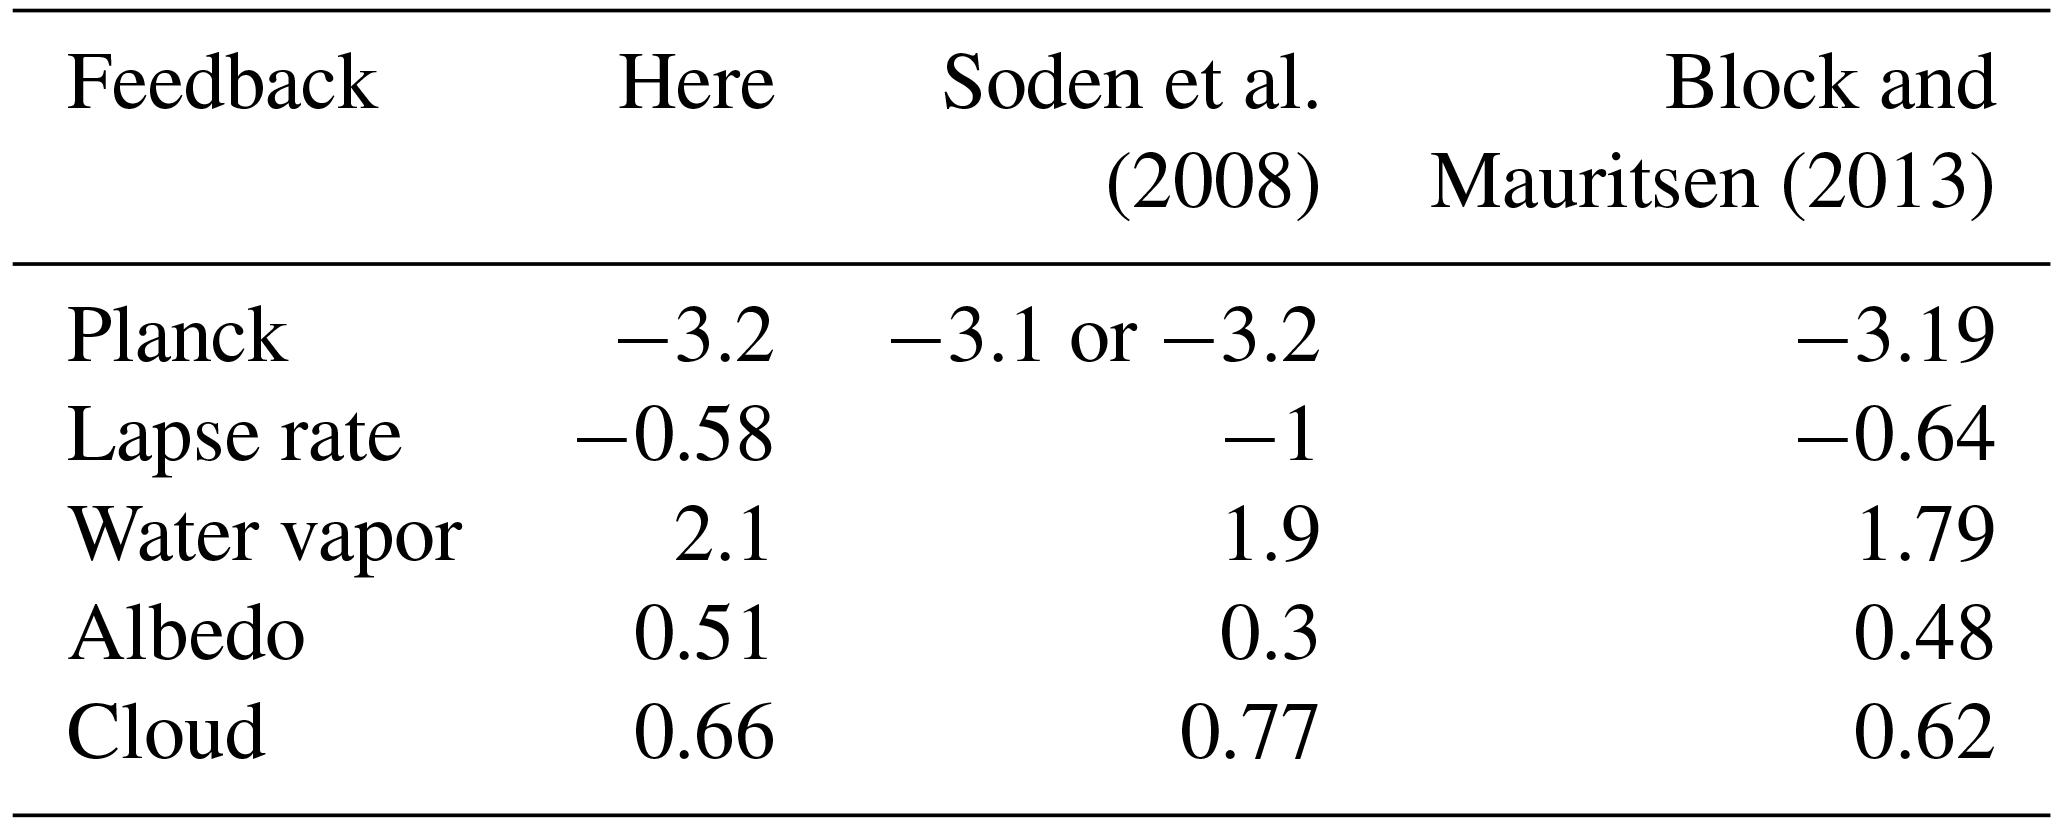 Feedback Here Soden et al. Block and
(2008) Mauritsen (2013)
Planck −3.2 −3.1 or −3.2 −3.19
Lapse rate −0.58 −1 −0.64
Water vapor 2.1 1.9 1.79
Albedo 0.51 0.3 0.48
Cloud 0.66 0.77 0.62